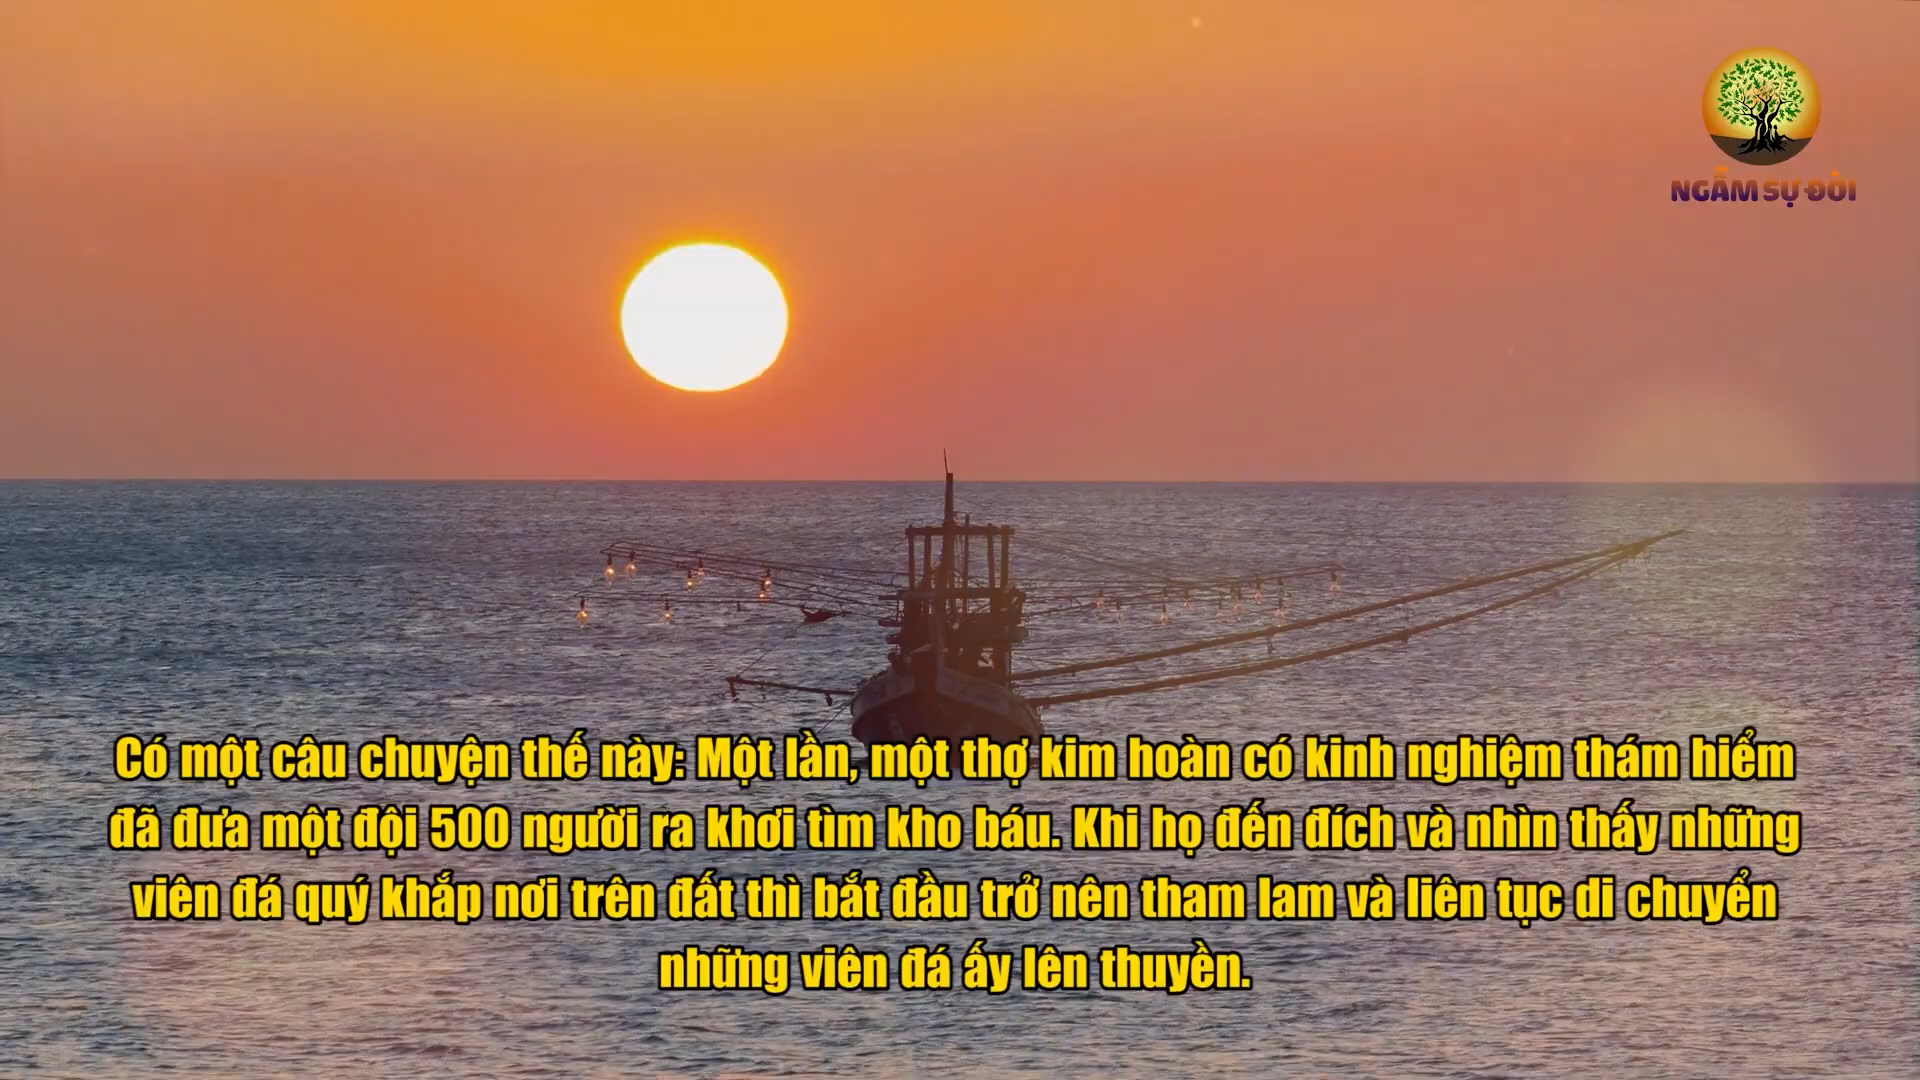 NGẪM SỰ ĐỜI
Có một câu chuyện thế này: Một lần, một thợ kim hoàn có kinh nghiệm thám hiểm
đã đưa một đội 500 người ra khơi tìm kho báu. Khi họ đến đích và nhìn thấy những
viên đá quý khắp nơi trên đất thì bắt đầu trở nên tham lam và liên tục di chuyển
những viên đá ấy lên thuyền.